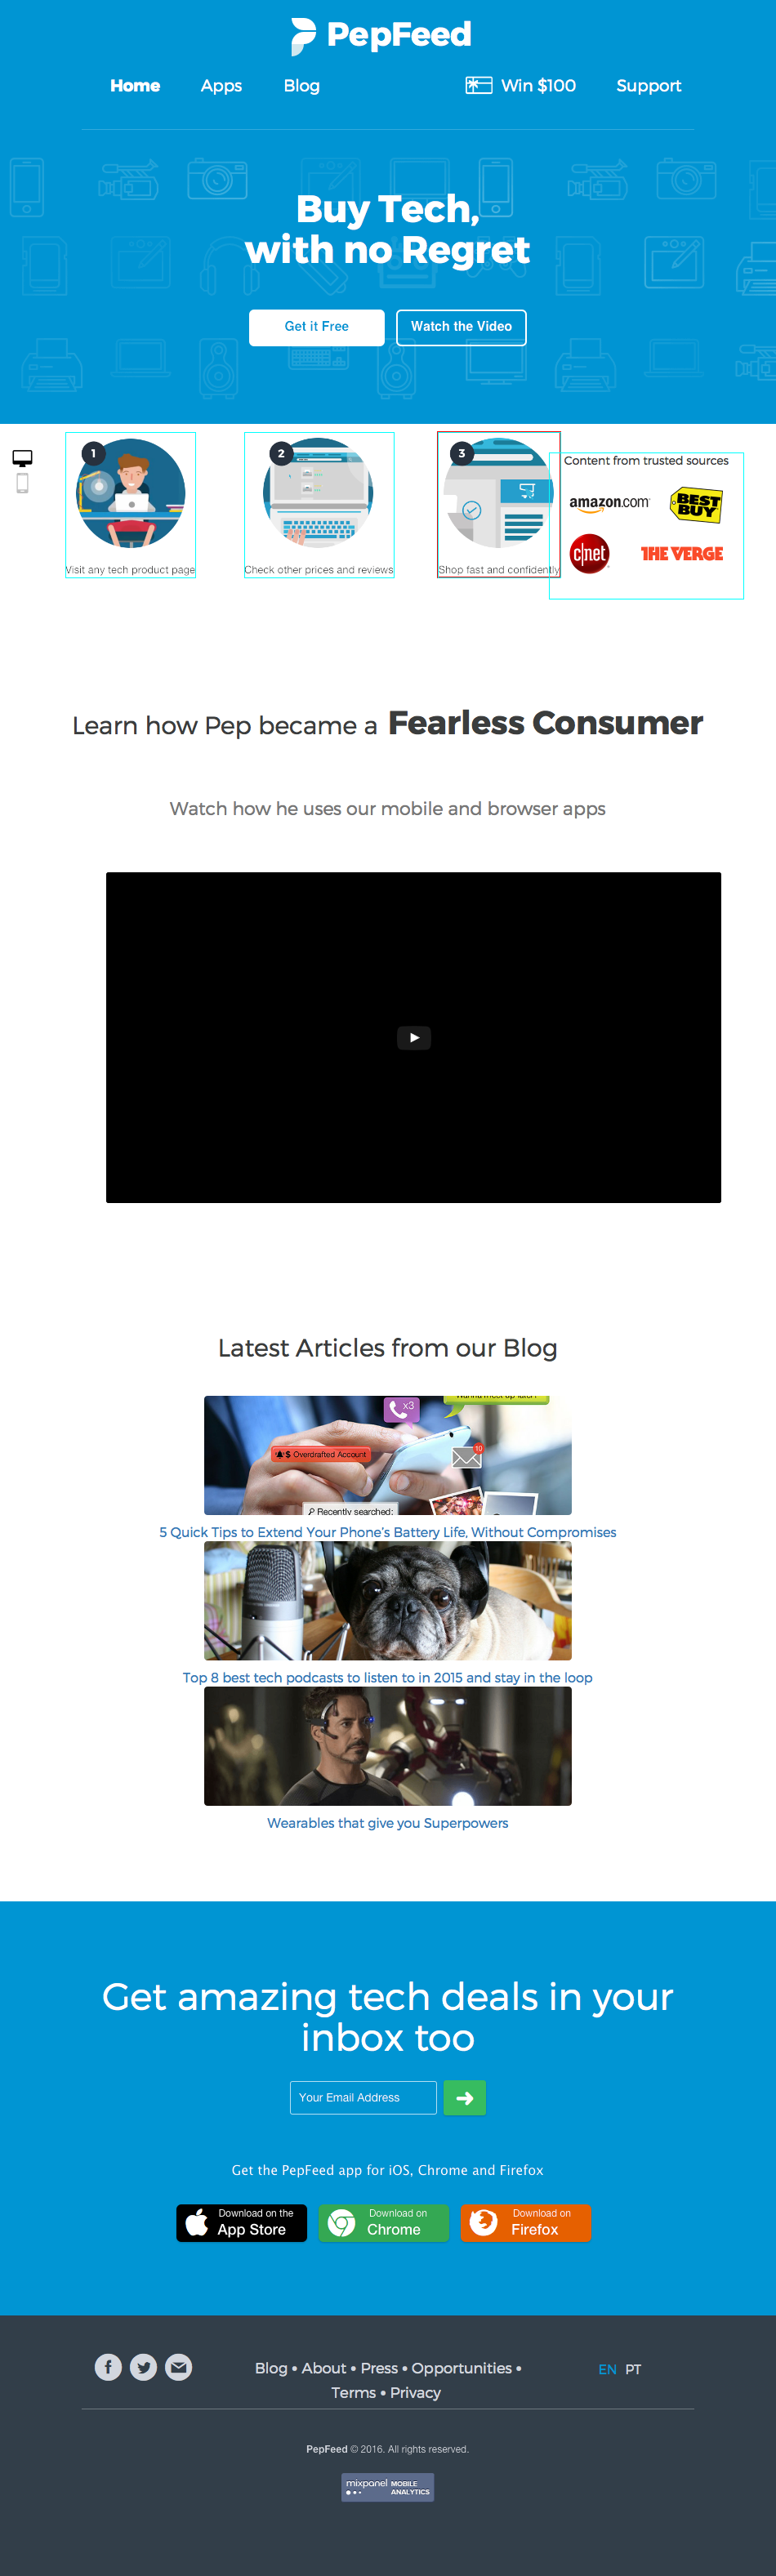 PepFeed
Home Apps Blog Win $100 Support
Buy Tech,
with no Regret
Get it Free Watch the Video
1
Visit any tech product page
2
Check other prices and reviews
3
Shop fast and confidently
Content from trusted sources
amazon.com
BEST
BUY
c|net
THE VERGE
Learn how Pep became a Fearless Consumer
Watch how he uses our mobile and browser apps
Latest Articles from our Blog
x3
$ Overdrafted Account
10
Recently searched:
5 Quick Tips to Extend Your Phone's Battery Life, Without Compromises
Top 8 best tech podcasts to listen to in 2015 and stay in the loop
Wearables that give you Superpowers
Get amazing tech deals in your
inbox too
Your Email Address
Get the PepFeed app for iOS, Chrome and Firefox
Download on the
App Store
Download on
Chrome
Download on
Firefox
Blog • About • Press • Opportunities •
Terms • Privacy
EN PT
PepFeed © 2016. All rights reserved.
mixpanel MOBILE
ANALYTICS